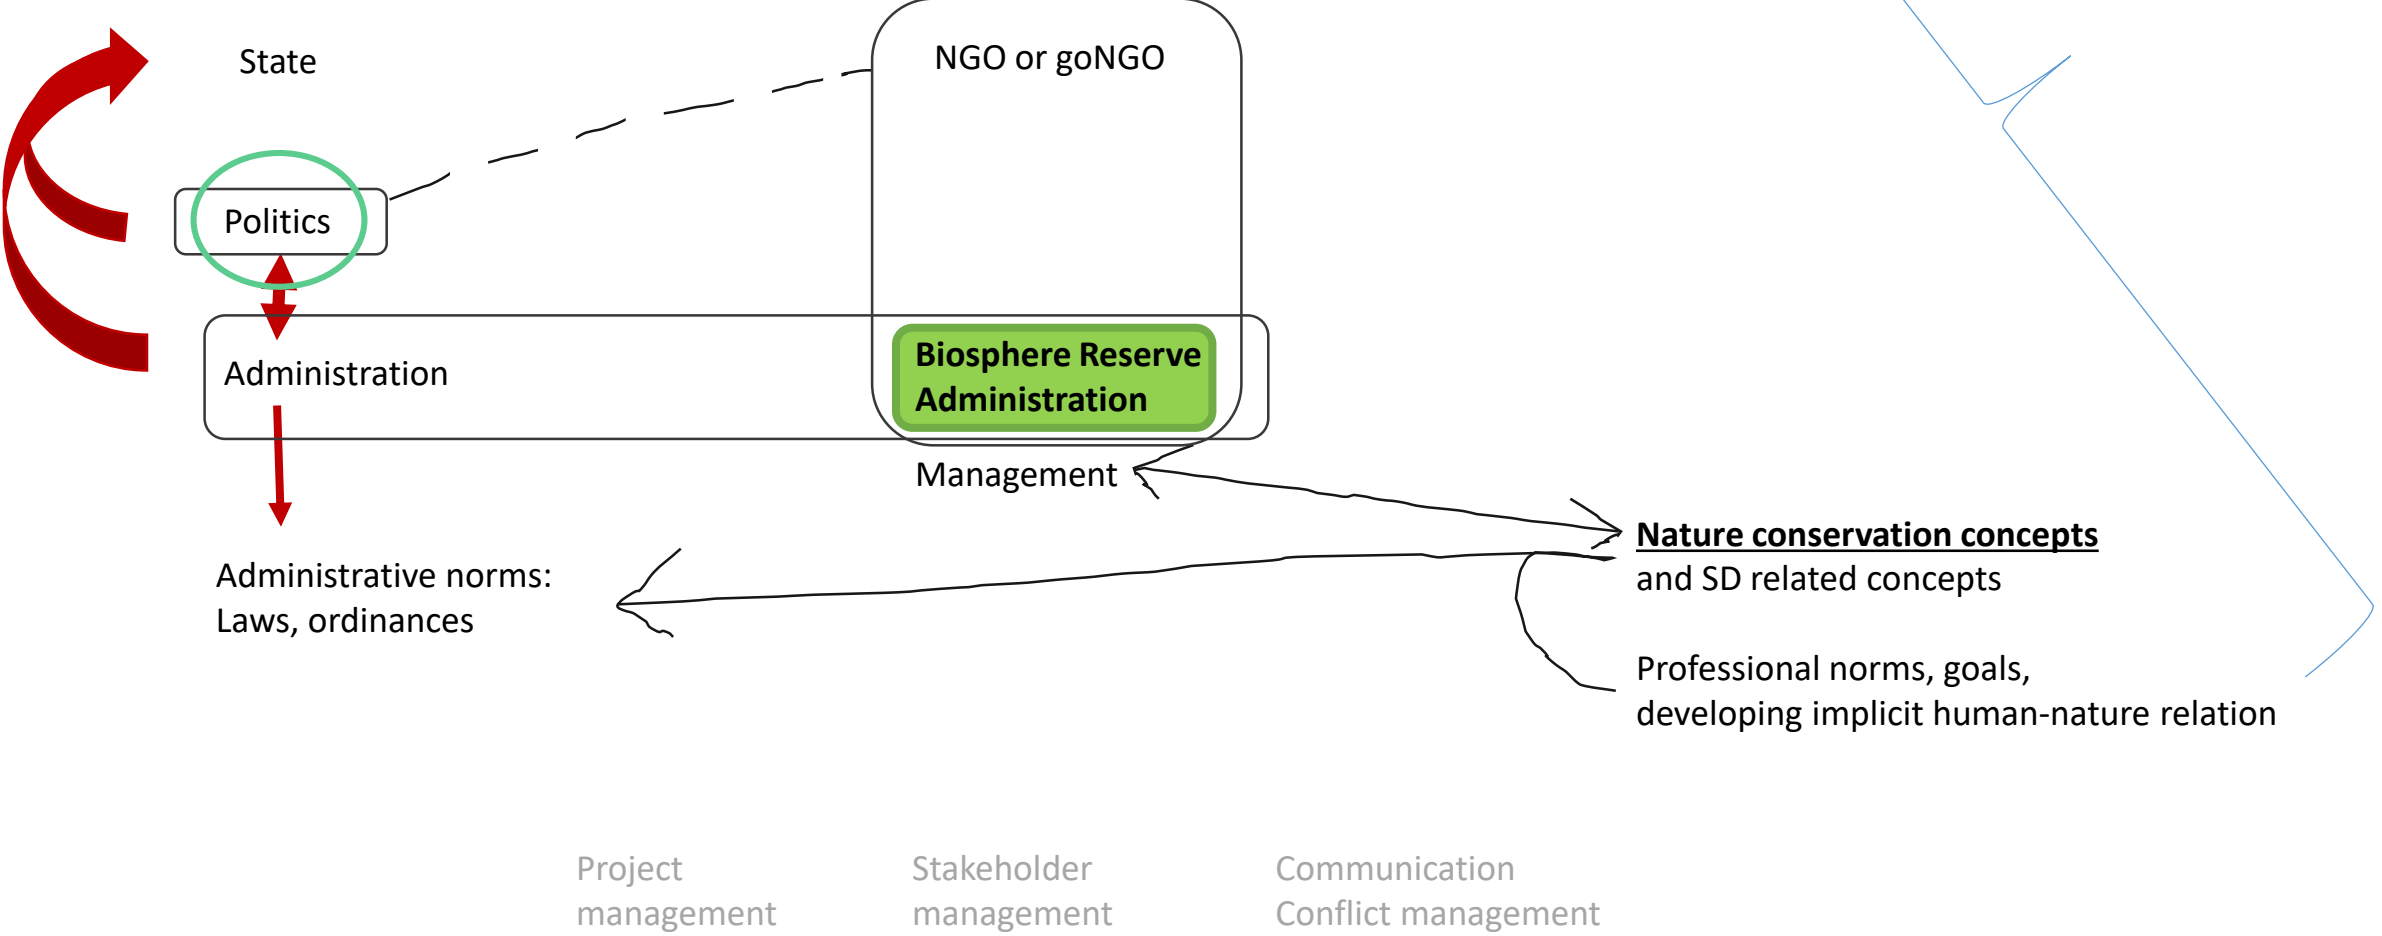 State
NGO or goNGO
Politics
Administration
Biosphere Reserve
Administration
Management
Nature conservation concepts
and SD related concepts
Administrative norms:
Laws, ordinances
Professional norms, goals,
developing implicit human-nature relation
Project
management
Stakeholder
management
Communication
Conflict management